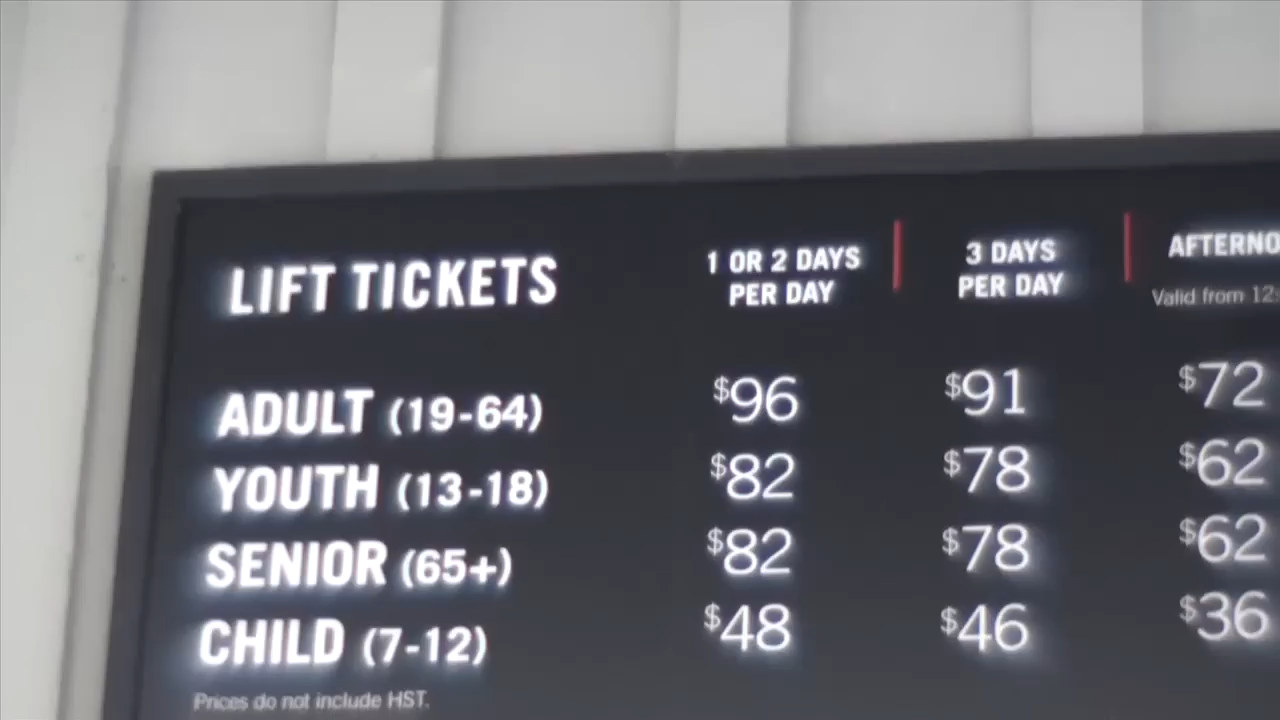 LIFT TICKETS 1 OR 2 DAYS PER DAY 3 DAYS PER DAY
Valid from
ADULT (19-64) $96 $91 $72
YOUTH (13-18) $82 $78 $62
SENIOR (65+) $82 $78 $62
CHILD (7-12) $48 $46 $36
Prices do not include HST.